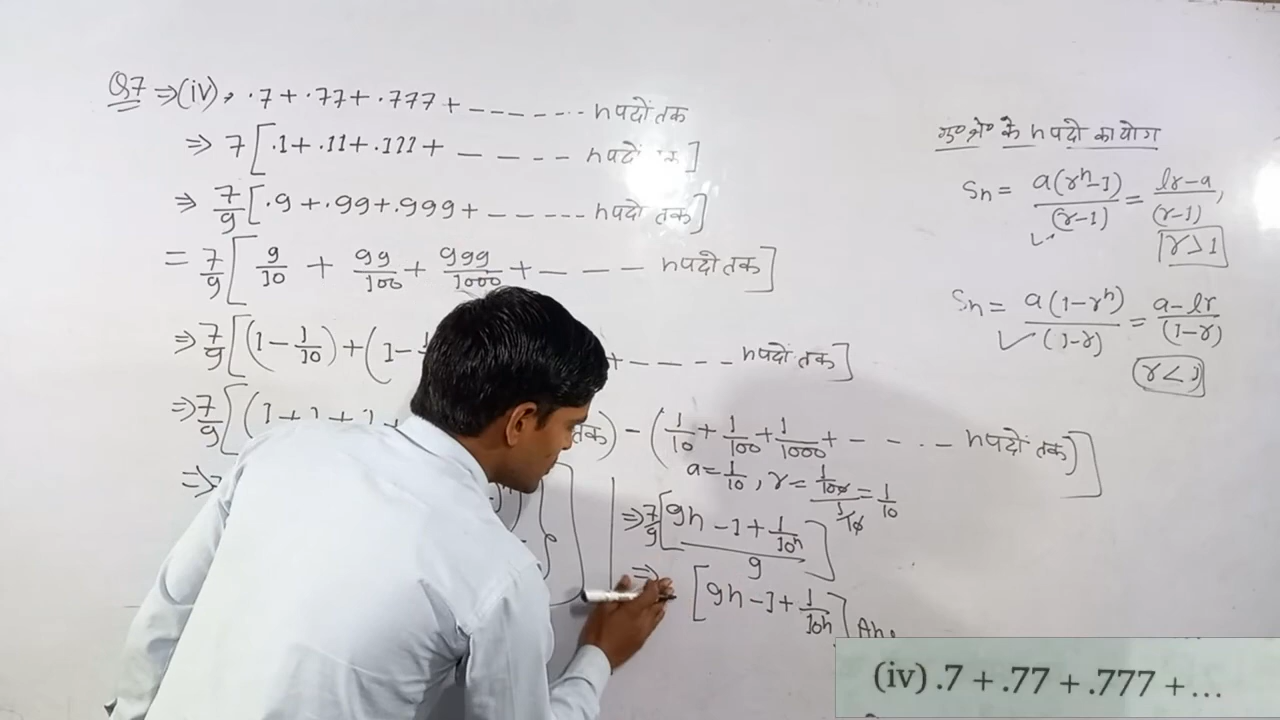 Q7 ⇒ (iv), .7 + .77 + .777 + ------- n पदों तक
⇒ 7 [.1 + .11 + .111 + ---- n पदों तक]
⇒ 7/9 [.9 + .99 + .999 + ----- n पदों तक]
= 7/9 [9/10 + 99/100 + 999/1000 + --- n पदों तक]
⇒ 7/9 [(1 - 1/10) + (1 - + ---- n पदों तक]
⇒ 7/9 [(1 + 1 + 1 + तक) - (1/10 + 1/100 + 1/1000 + ---- n पदों तक)]
a = 1/10, r = 1/100 / 1/10 = 1/10
⇒ 7/9 [9n - 1 + 1/10ⁿ / 9]
⇒ [9n - 1 + 1/10ⁿ] An.
गु० श्रे० के n पदों का योग
Sn = a(rⁿ-1)/(r-1) = lr-a/(r-1),
r > 1
Sn = a(1-rⁿ)/(1-r) = a-lr/(1-r)
r < 1
(iv) .7 + .77 + .777 + ...